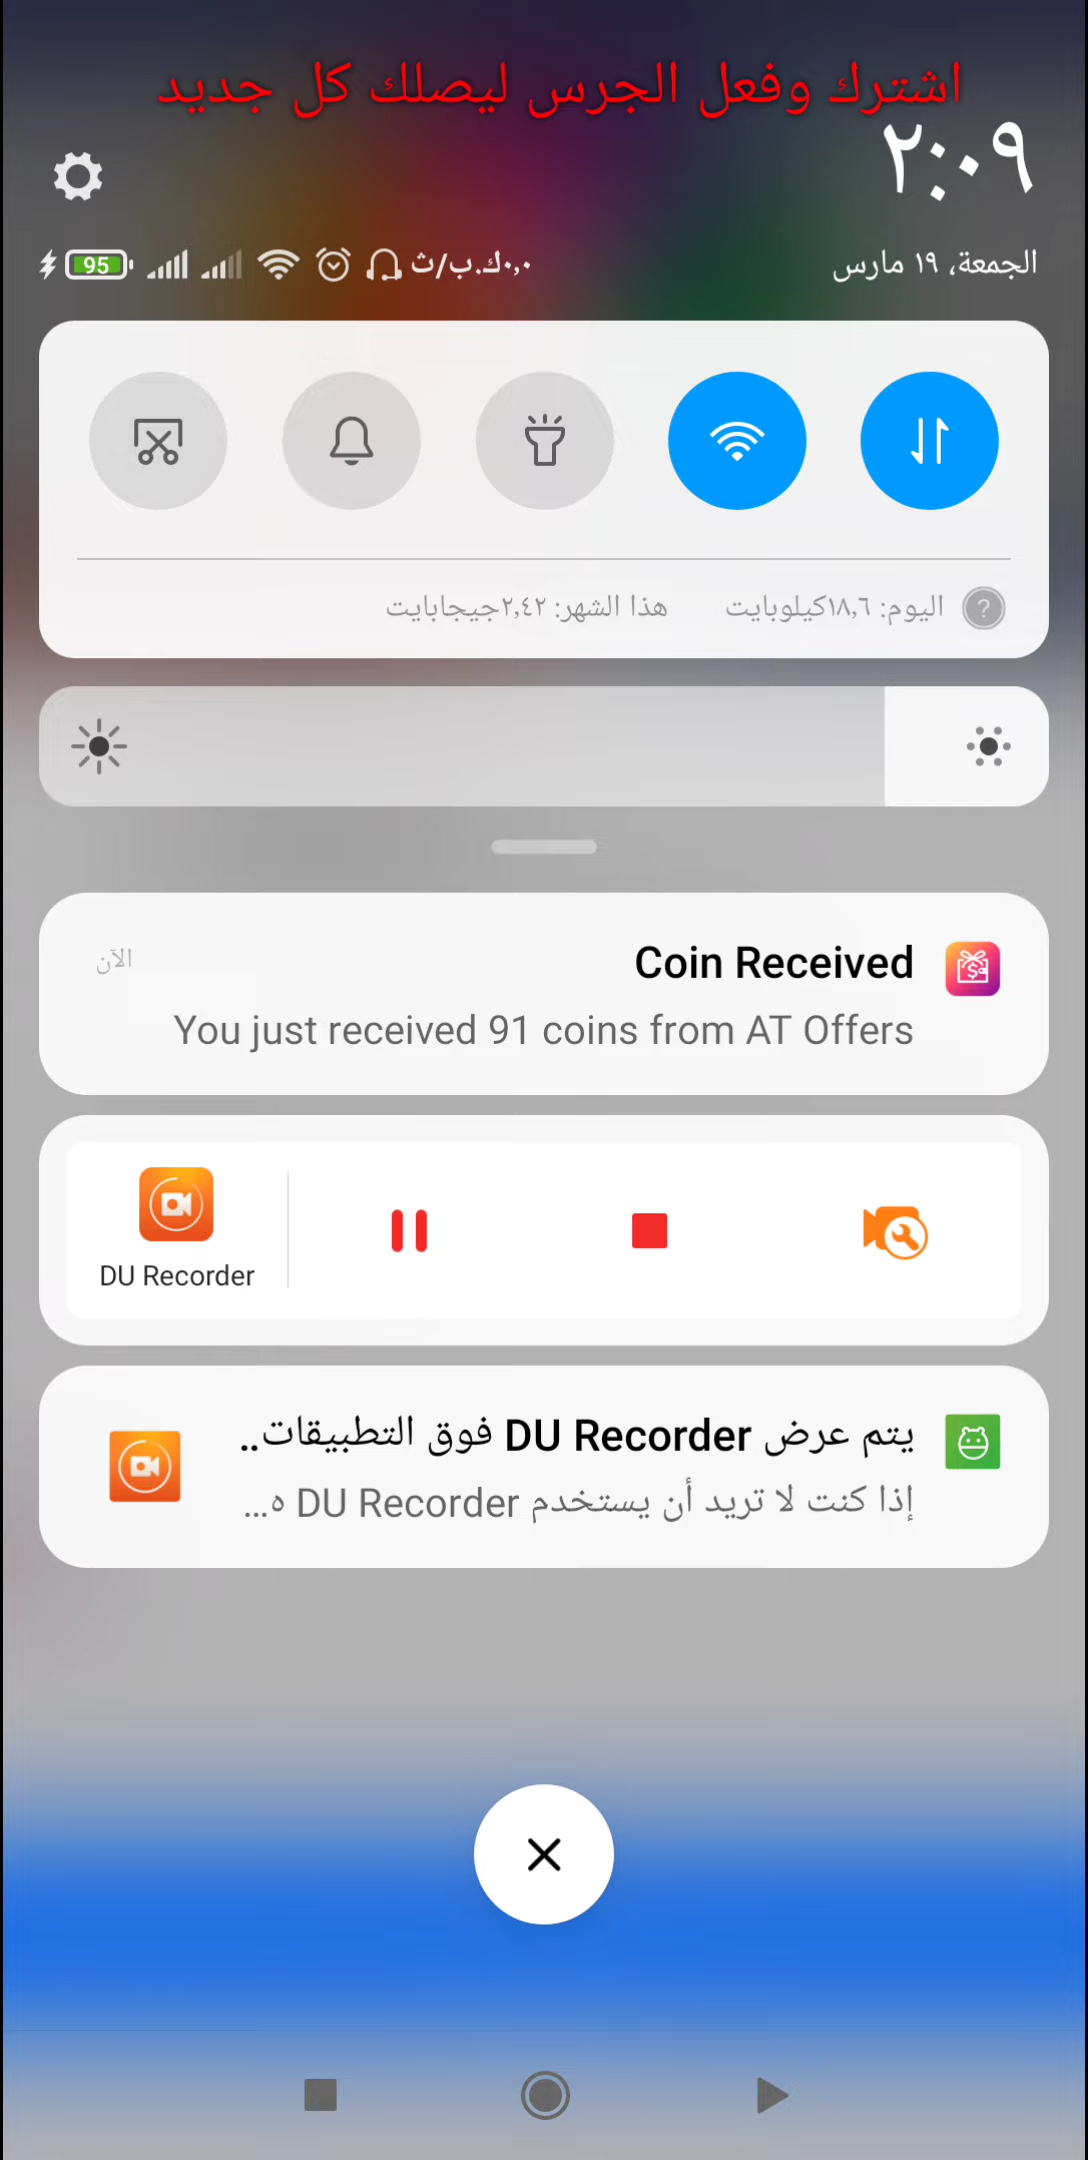 اشترك وفعل الجرس ليصلك كل جديد
٢:٠٩
الجمعة، ١٩ مارس
٠,٠ك.ب/ث
95
اليوم: ١٨,٦كيلوبايت هذا الشهر: ٢,٤٢جيجابايت
Coin Received
الآن
You just received 91 coins from AT Offers
DU Recorder
يتم عرض DU Recorder فوق التطبيقات..
إذا كنت لا تريد أن يستخدم DU Recorder ه...